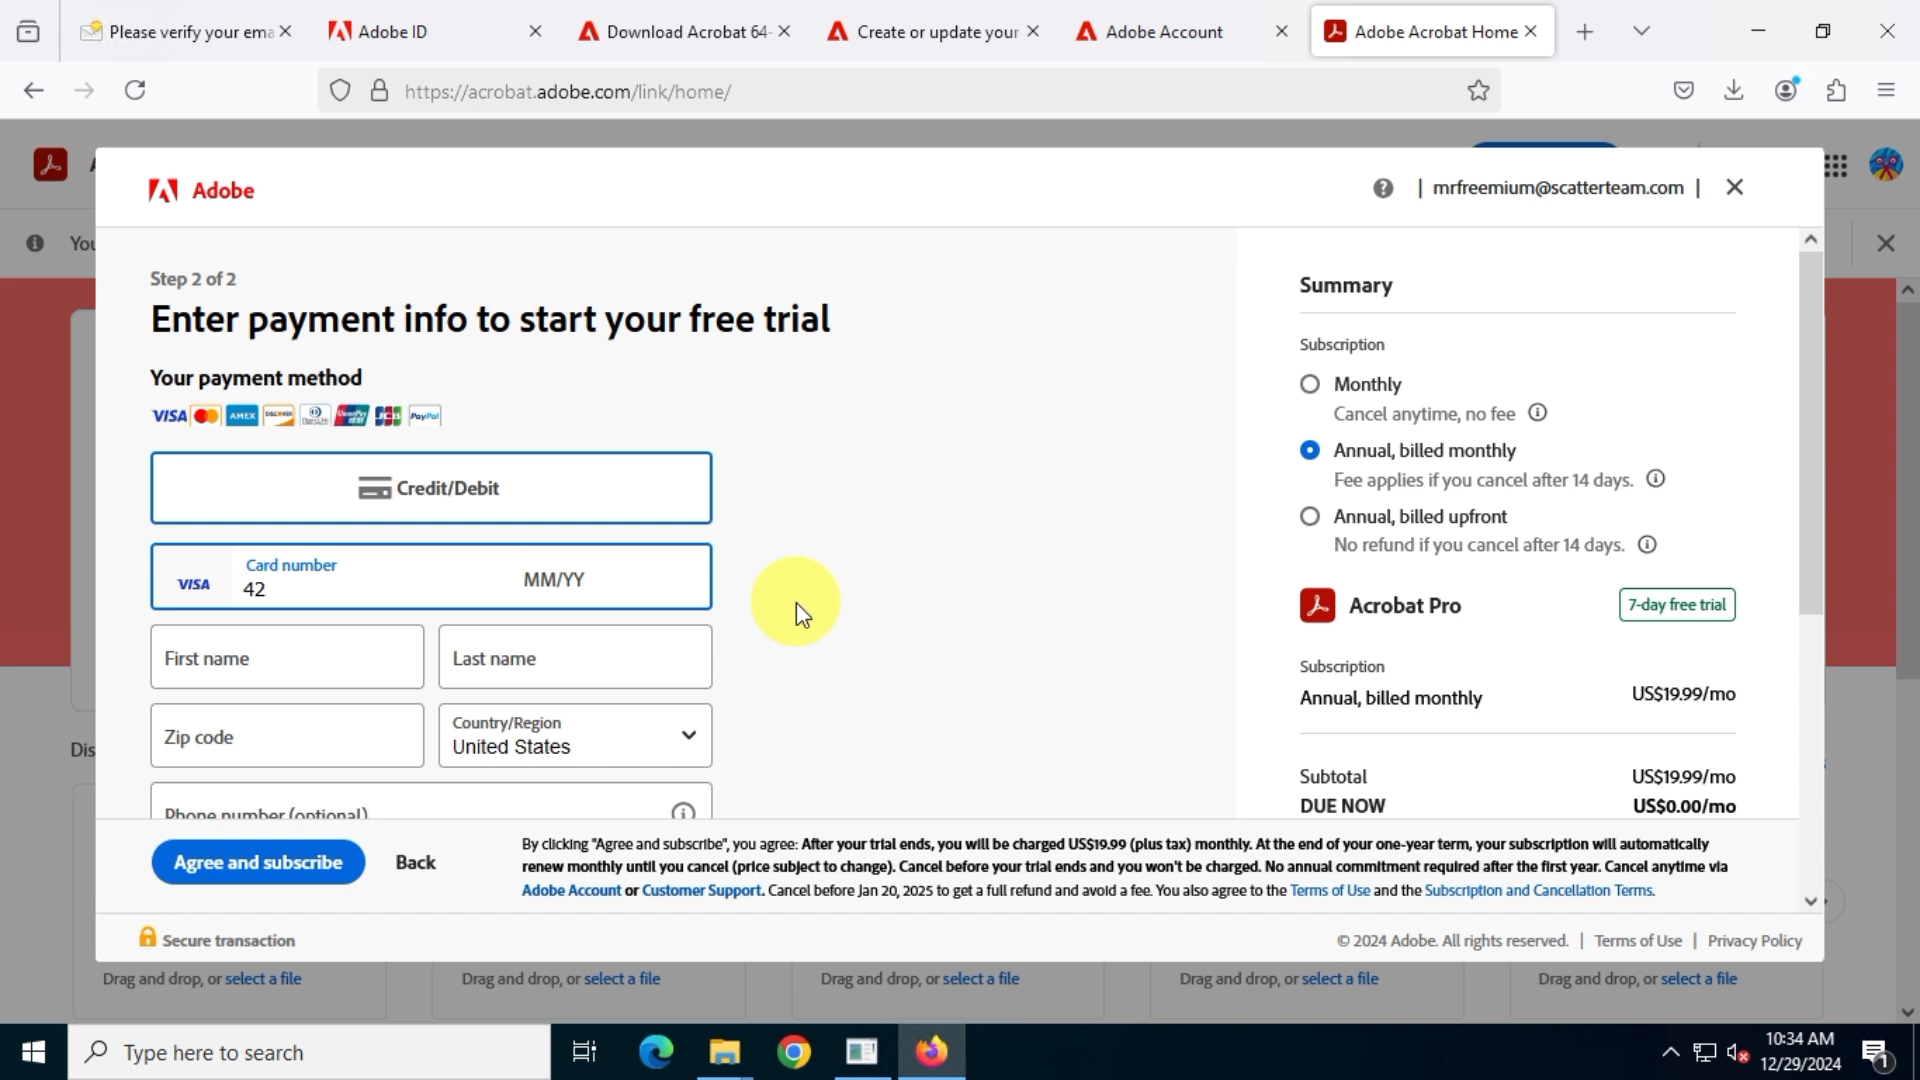 Please verify your ema
Adobe ID
Download Acrobat 64-
Create or update your
Adobe Account
Adobe Acrobat Home
https://acrobat.adobe.com/link/home/
Adobe
| mrfreemium@scatterteam.com |
You
Step 2 of 2
Enter payment info to start your free trial
Your payment method
VISA AMEX DISCOVER UnionPay JCB PayPal
Credit/Debit
VISA
Card number
42
MM/YY
First name
Last name
Zip code
Country/Region
United States
Phone number (optional)
Summary
Subscription
Monthly
Cancel anytime, no fee
Annual, billed monthly
Fee applies if you cancel after 14 days.
Annual, billed upfront
No refund if you cancel after 14 days.
Acrobat Pro
7-day free trial
Subscription
Annual, billed monthly
US$19.99/mo
Subtotal
US$19.99/mo
DUE NOW
US$0.00/mo
Dis
Agree and subscribe
Back
By clicking "Agree and subscribe", you agree: After your trial ends, you will be charged US$19.99 (plus tax) monthly. At the end of your one-year term, your subscription will automatically
renew monthly until you cancel (price subject to change). Cancel before your trial ends and you won't be charged. No annual commitment required after the first year. Cancel anytime via
Adobe Account or Customer Support. Cancel before Jan 20, 2025 to get a full refund and avoid a fee. You also agree to the Terms of Use and the Subscription and Cancellation Terms.
Secure transaction
© 2024 Adobe. All rights reserved. | Terms of Use | Privacy Policy
Drag and drop, or select a file
Drag and drop, or select a file
Drag and drop, or select a file
Drag and drop, or select a file
Drag and drop, or select a file
Type here to search
10:34 AM
12/29/2024
1